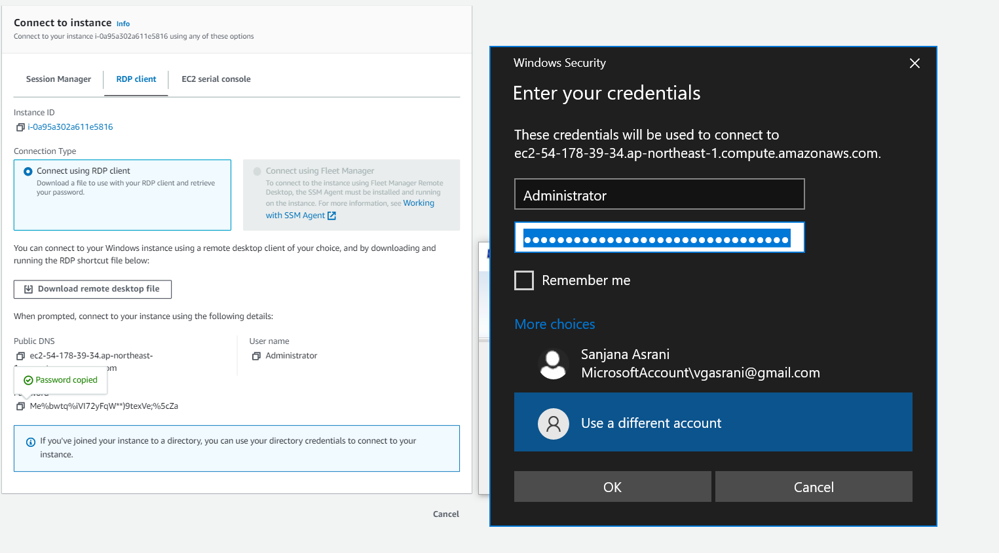 Connect to instance Info
Connect to your instance i-0a95a302a611e5816 using any of these options
Session Manager
RDP client
EC2 serial console
Instance ID
i-0a95a302a611e5816
Connection Type
Connect using RDP client
Download a file to use with your RDP client and retrieve
your password.
Connect using Fleet Manager
To connect to the instance using Fleet Manager Remote
Desktop, the SSM Agent must be installed and running
on the instance. For more information, see Working
with SSM Agent
You can connect to your Windows instance using a remote desktop client of your choice, and by downloading and
running the RDP shortcut file below:
Download remote desktop file
When prompted, connect to your instance using the following details:
Public DNS
ec2-54-178-39-34.ap-northeast-
om
User name
Administrator
Password copied
Me%bwtq%iVI72yFqW**)9texVe;%5cZa
If you've joined your instance to a directory, you can use your directory credentials to connect to your
instance.
Cancel
Windows Security
Enter your credentials
These credentials will be used to connect to
ec2-54-178-39-34.ap-northeast-1.compute.amazonaws.com.
Administrator
Remember me
More choices
Sanjana Asrani
MicrosoftAccount\vgasrani@gmail.com
Use a different account
OK
Cancel